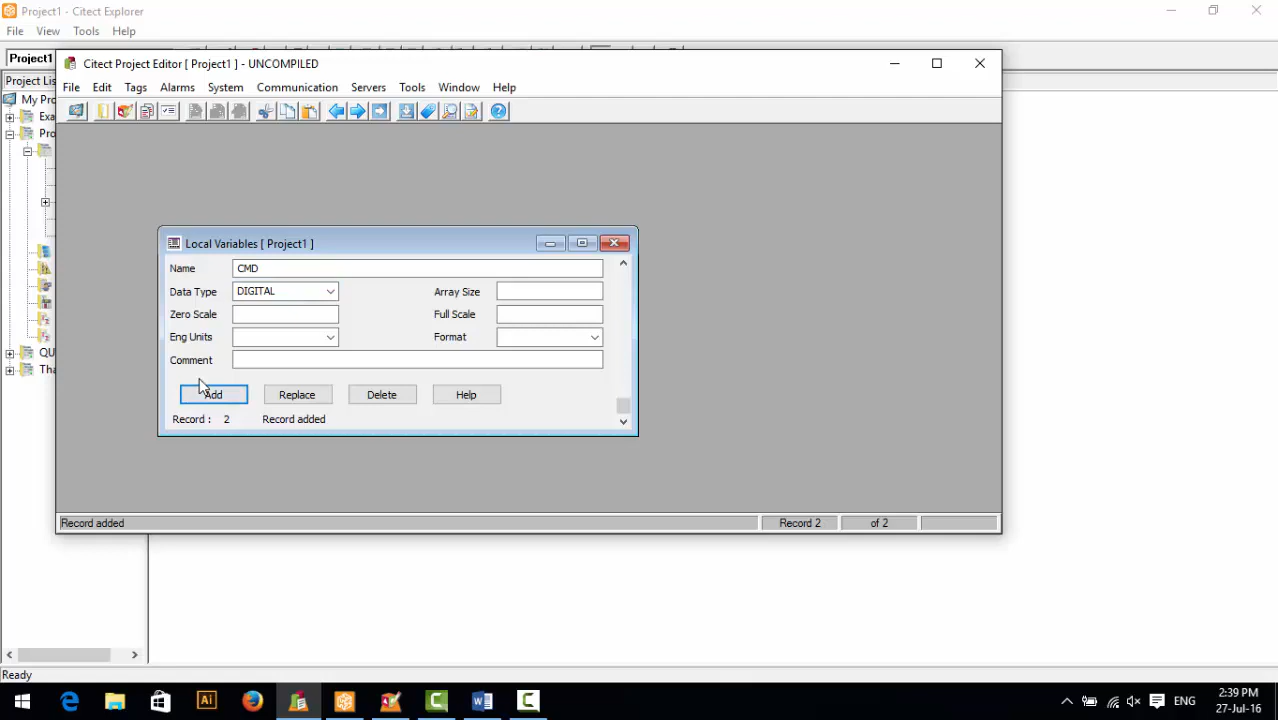 Project1 - Citect Explorer
File View Tools Help
Project1
Citect Project Editor [ Project1 ] - UNCOMPILED
File Edit Tags Alarms System Communication Servers Tools Window Help
Project Lis
My Pro
Exa
Pro
QU
Tha
Local Variables [ Project1 ]
Name CMD
Data Type DIGITAL Array Size
Zero Scale Full Scale
Eng Units Format
Comment
Add Replace Delete Help
Record : 2 Record added
Record added Record 2 of 2
Ready
Ai W C C ENG
2:39 PM
27-Jul-16